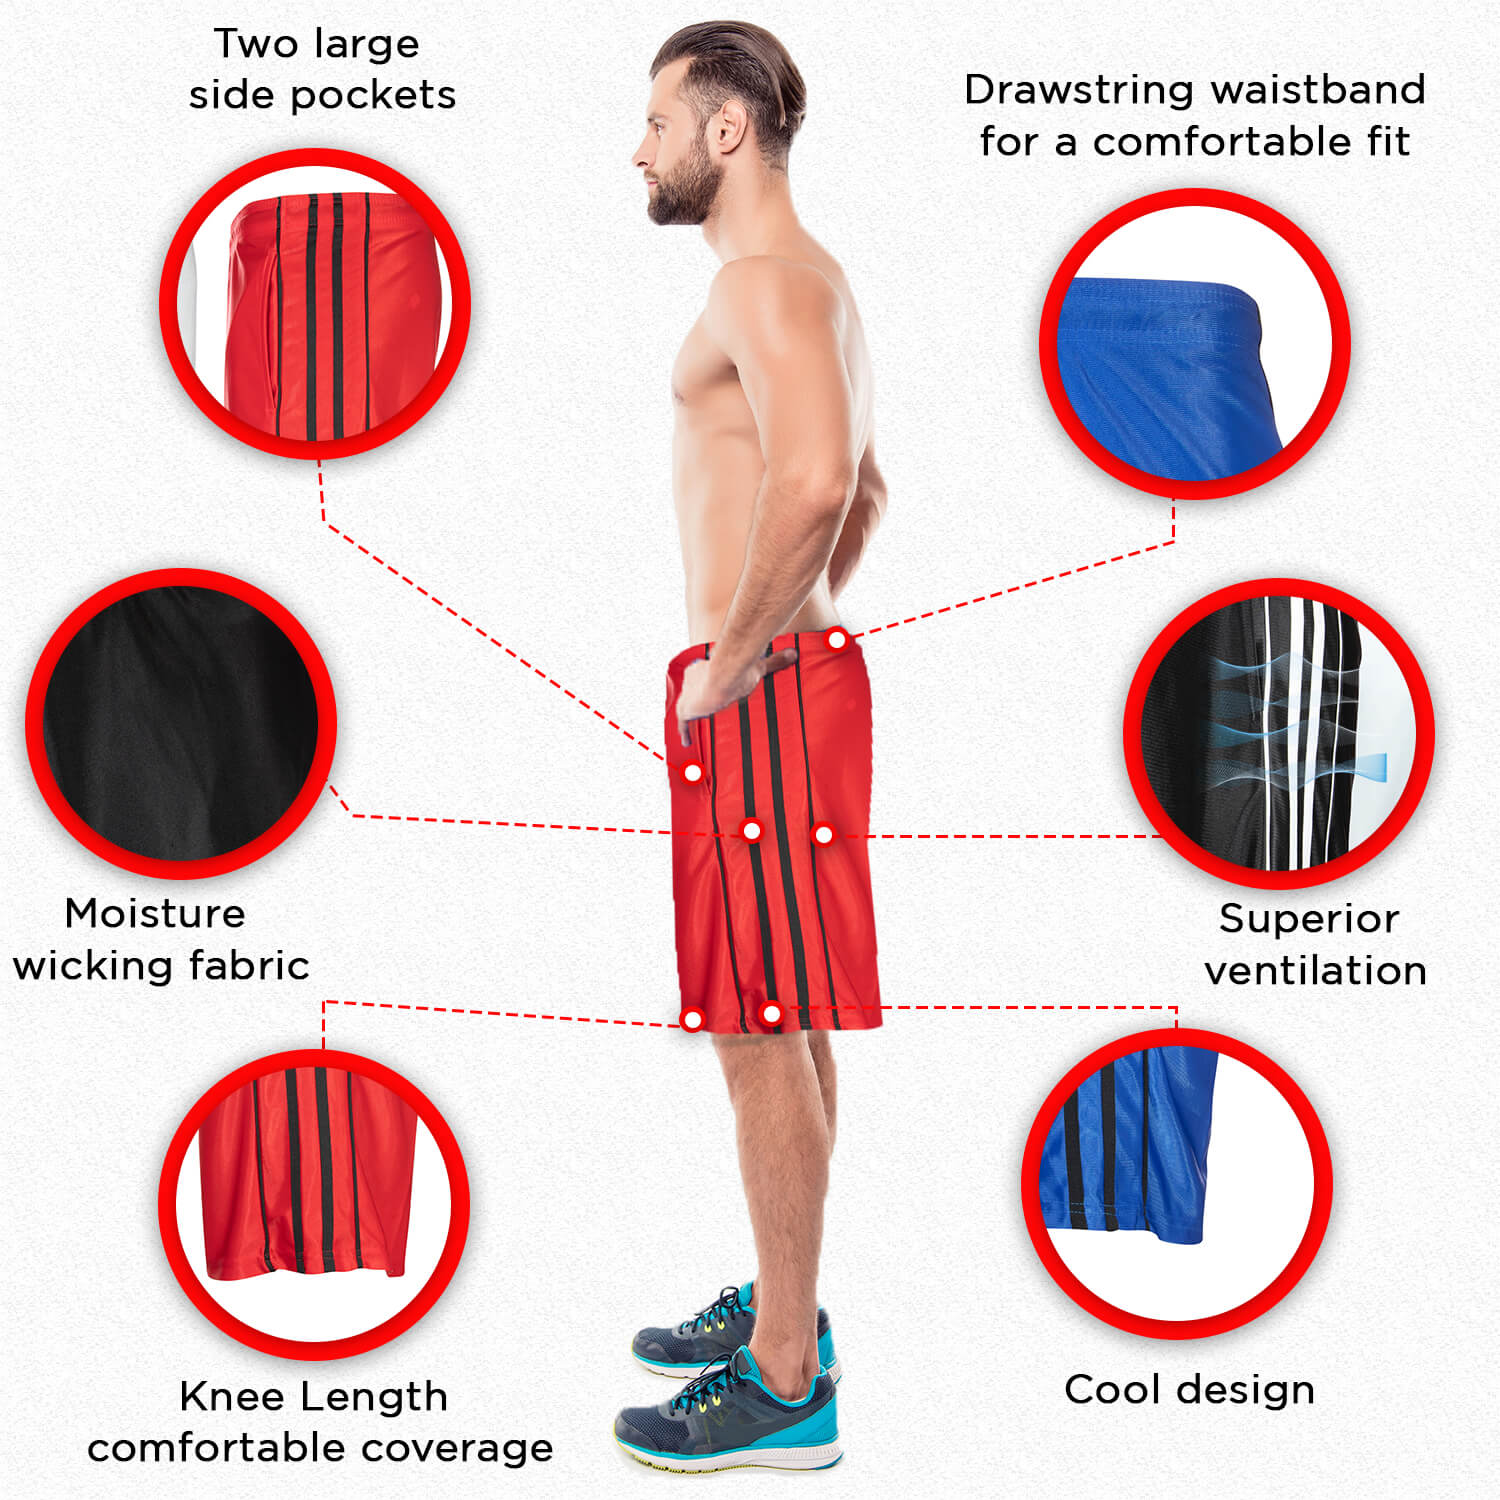 Two large
side pockets
Drawstring waistband
for a comfortable fit
Moisture
wicking fabric
Superior
ventilation
Knee Length
comfortable coverage
Cool design